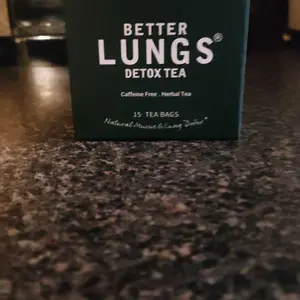 BETTER
LUNGS®
DETOX TEA
Caffeine Free . Herbal Tea
15 TEA BAGS
Natural Mucus & Lung Detox